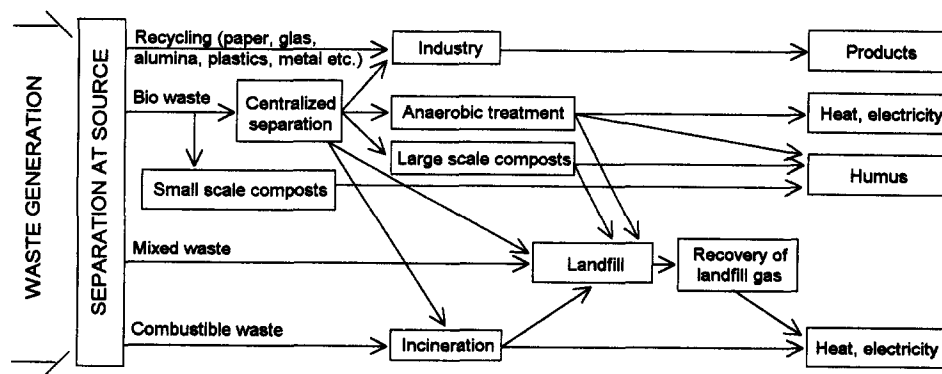 WASTE GENERATION
SEPARATION AT SOURCE
Recycling (paper, glas,
alumina, plastics, metal etc.)
Industry
Products
Bio waste
Centralized
separation
Anaerobic treatment
Heat, electricity
Large scale composts
Small scale composts
Humus
Mixed waste
Landfill
Recovery of
landfill gas
Combustible waste
Incineration
Heat, electricity